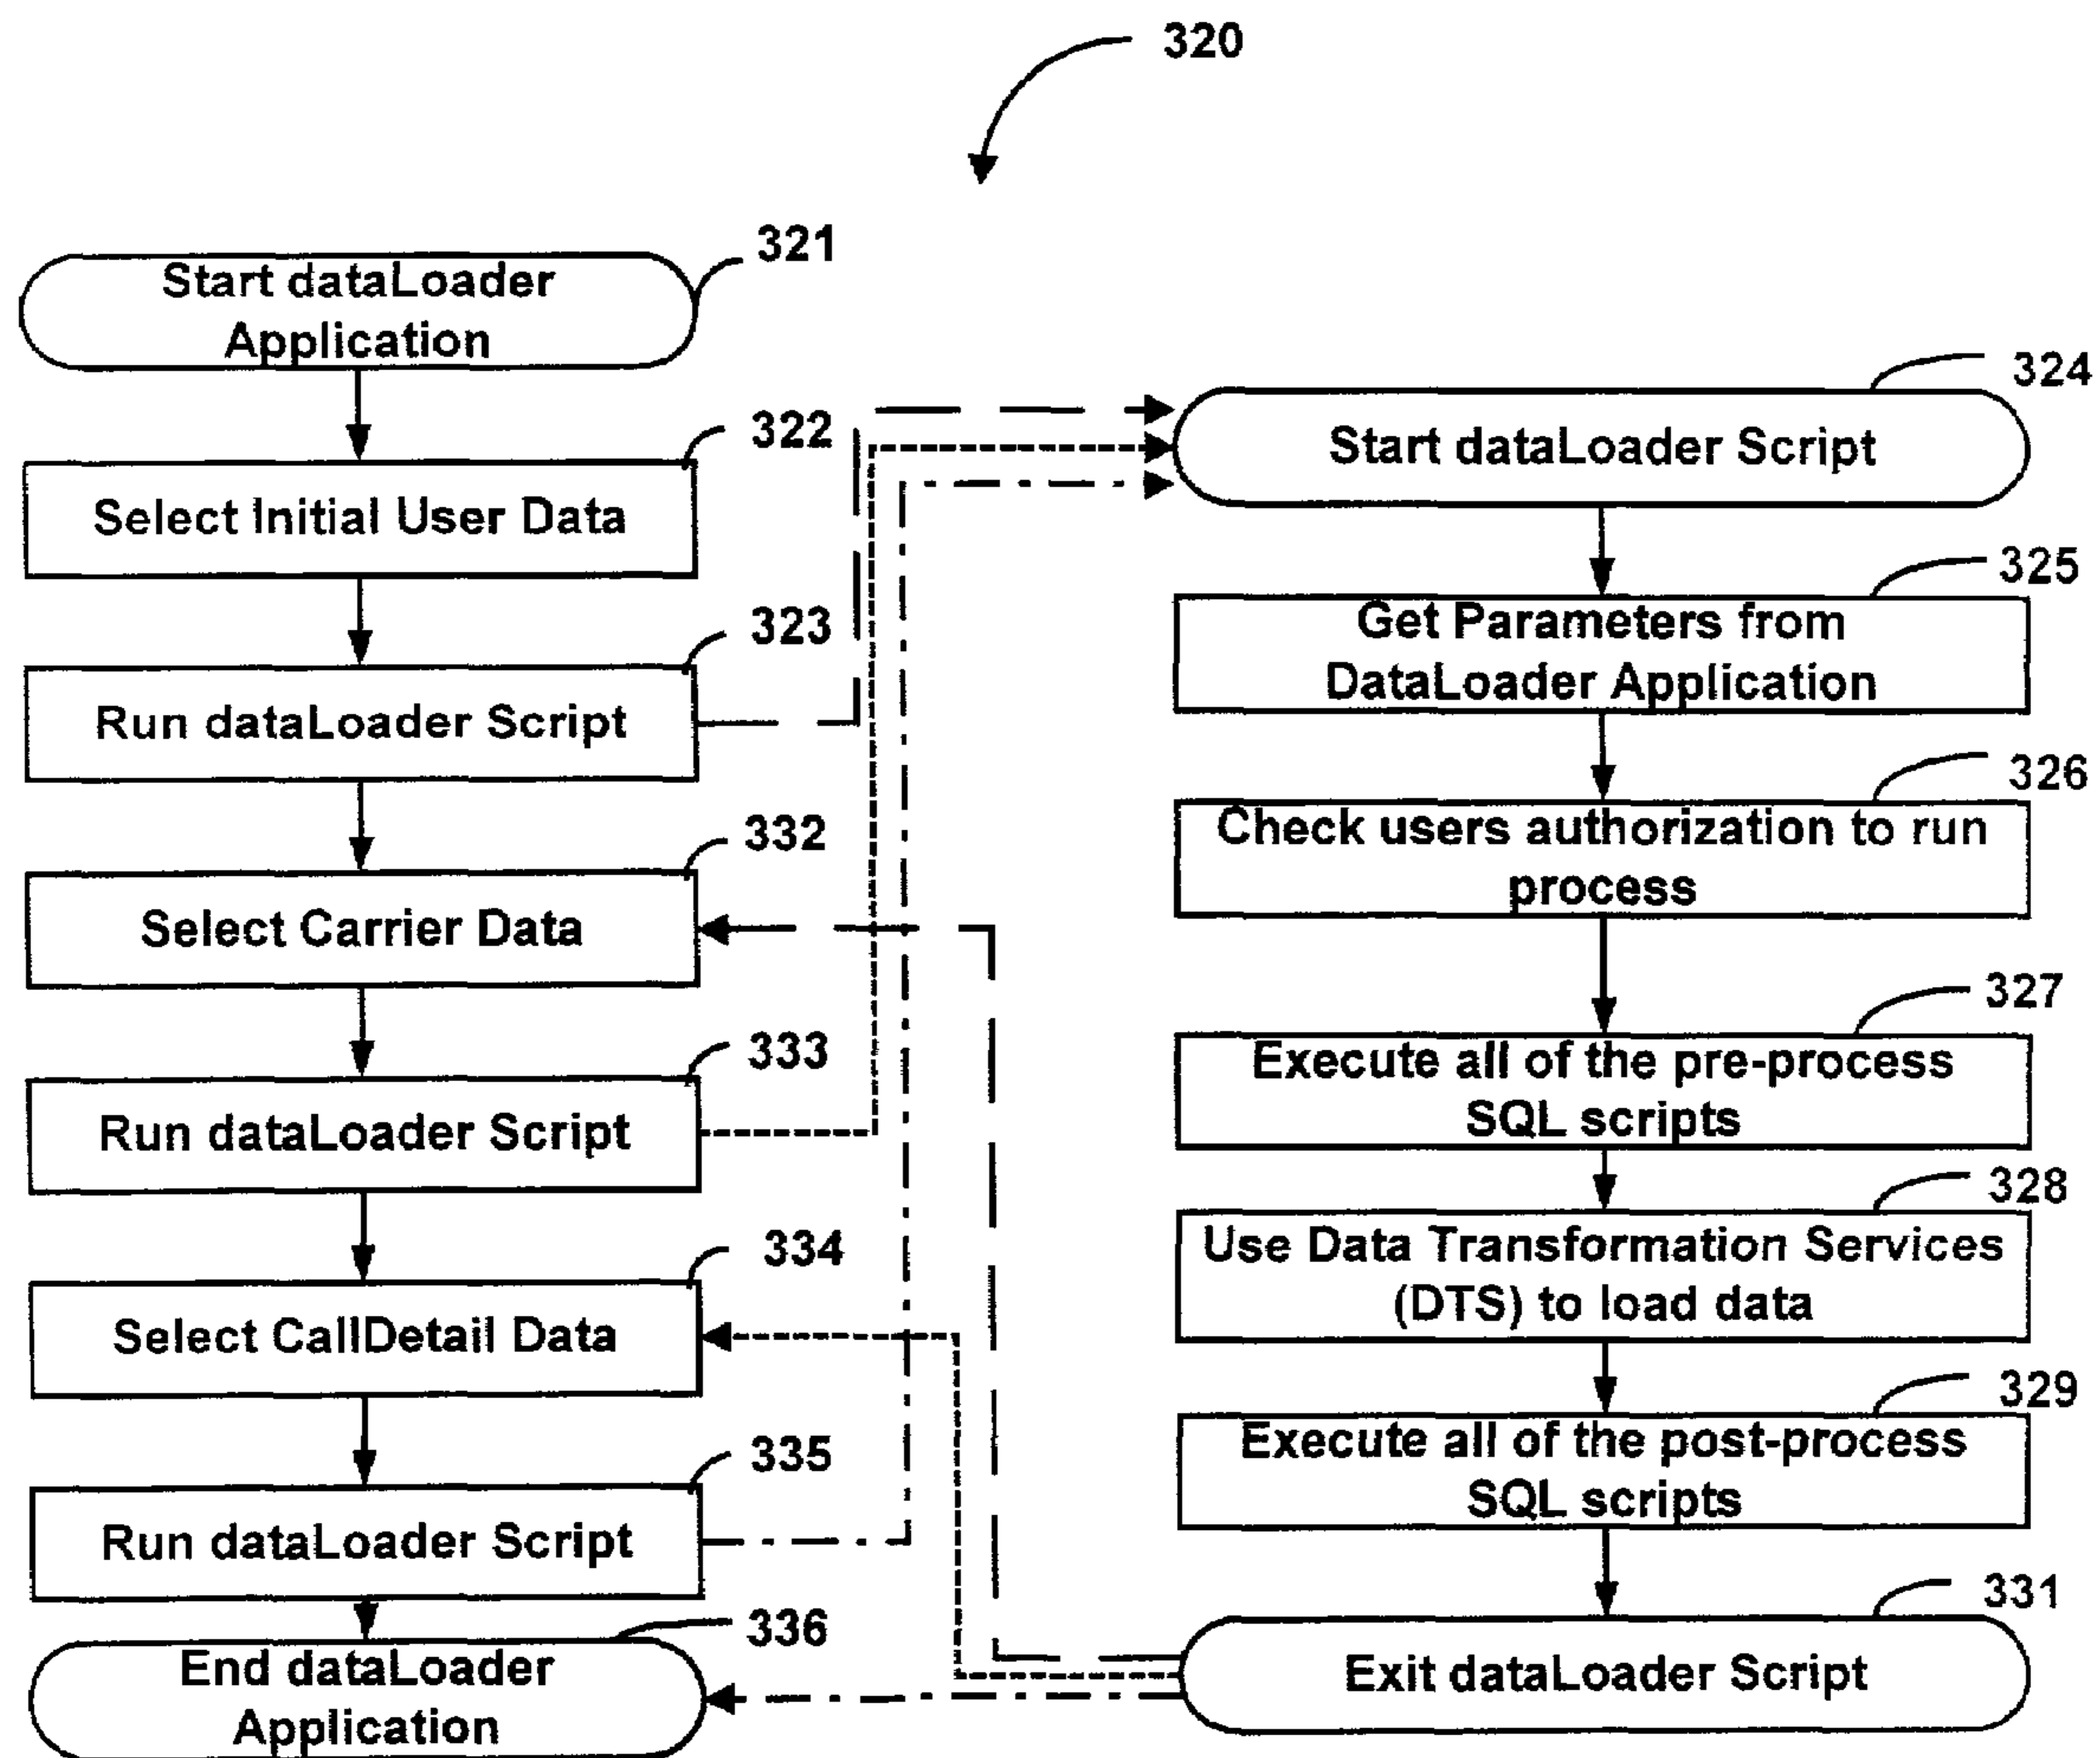 320
321
Start dataLoader
Application
322
Select Initial User Data
323
Run dataLoader Script
332
Select Carrier Data
333
Run dataLoader Script
334
Select CallDetail Data
335
Run dataLoader Script
336
End dataLoader
Application
324
Start dataLoader Script
325
Get Parameters from
DataLoader Application
326
Check users authorization to run
process
327
Execute all of the pre-process
SQL scripts
328
Use Data Transformation Services
(DTS) to load data
329
Execute all of the post-process
SQL scripts
331
Exit dataLoader Script